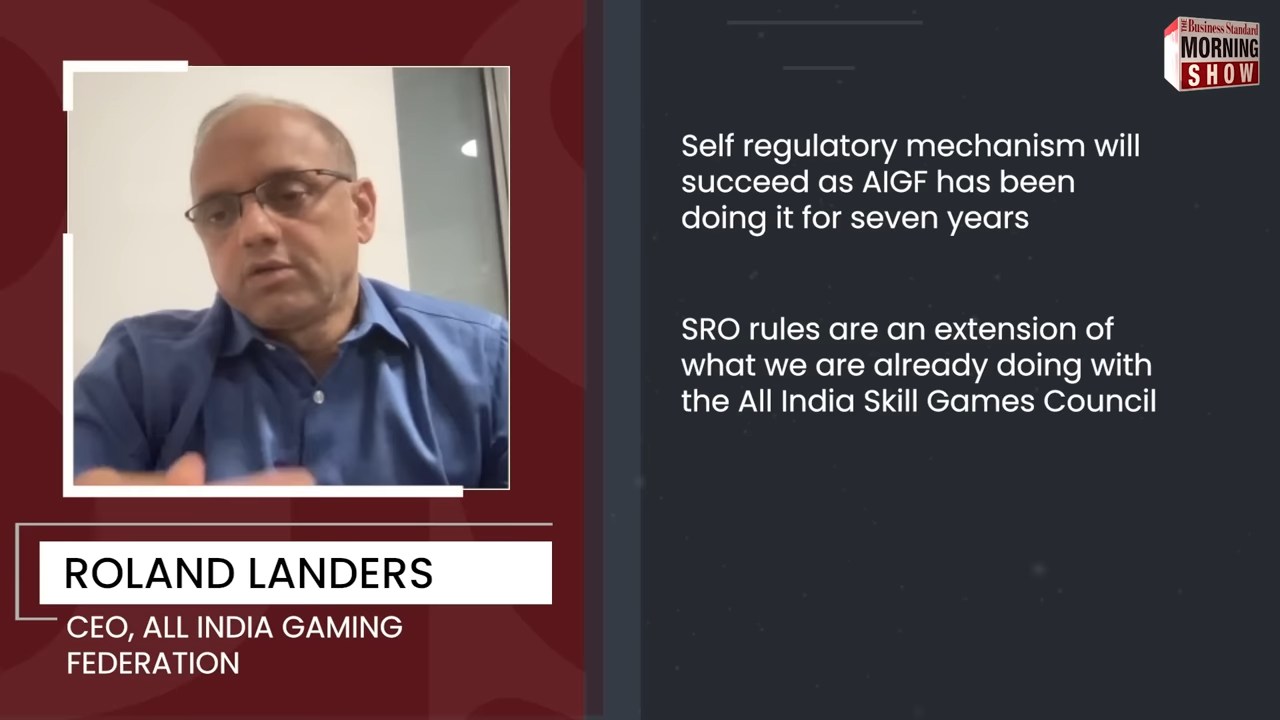 THE Business Standard
MORNING
SHOW
Self regulatory mechanism will
succeed as AIGF has been
doing it for seven years
SRO rules are an extension of
what we are already doing with
the All India Skill Games Council
ROLAND LANDERS
CEO, ALL INDIA GAMING
FEDERATION